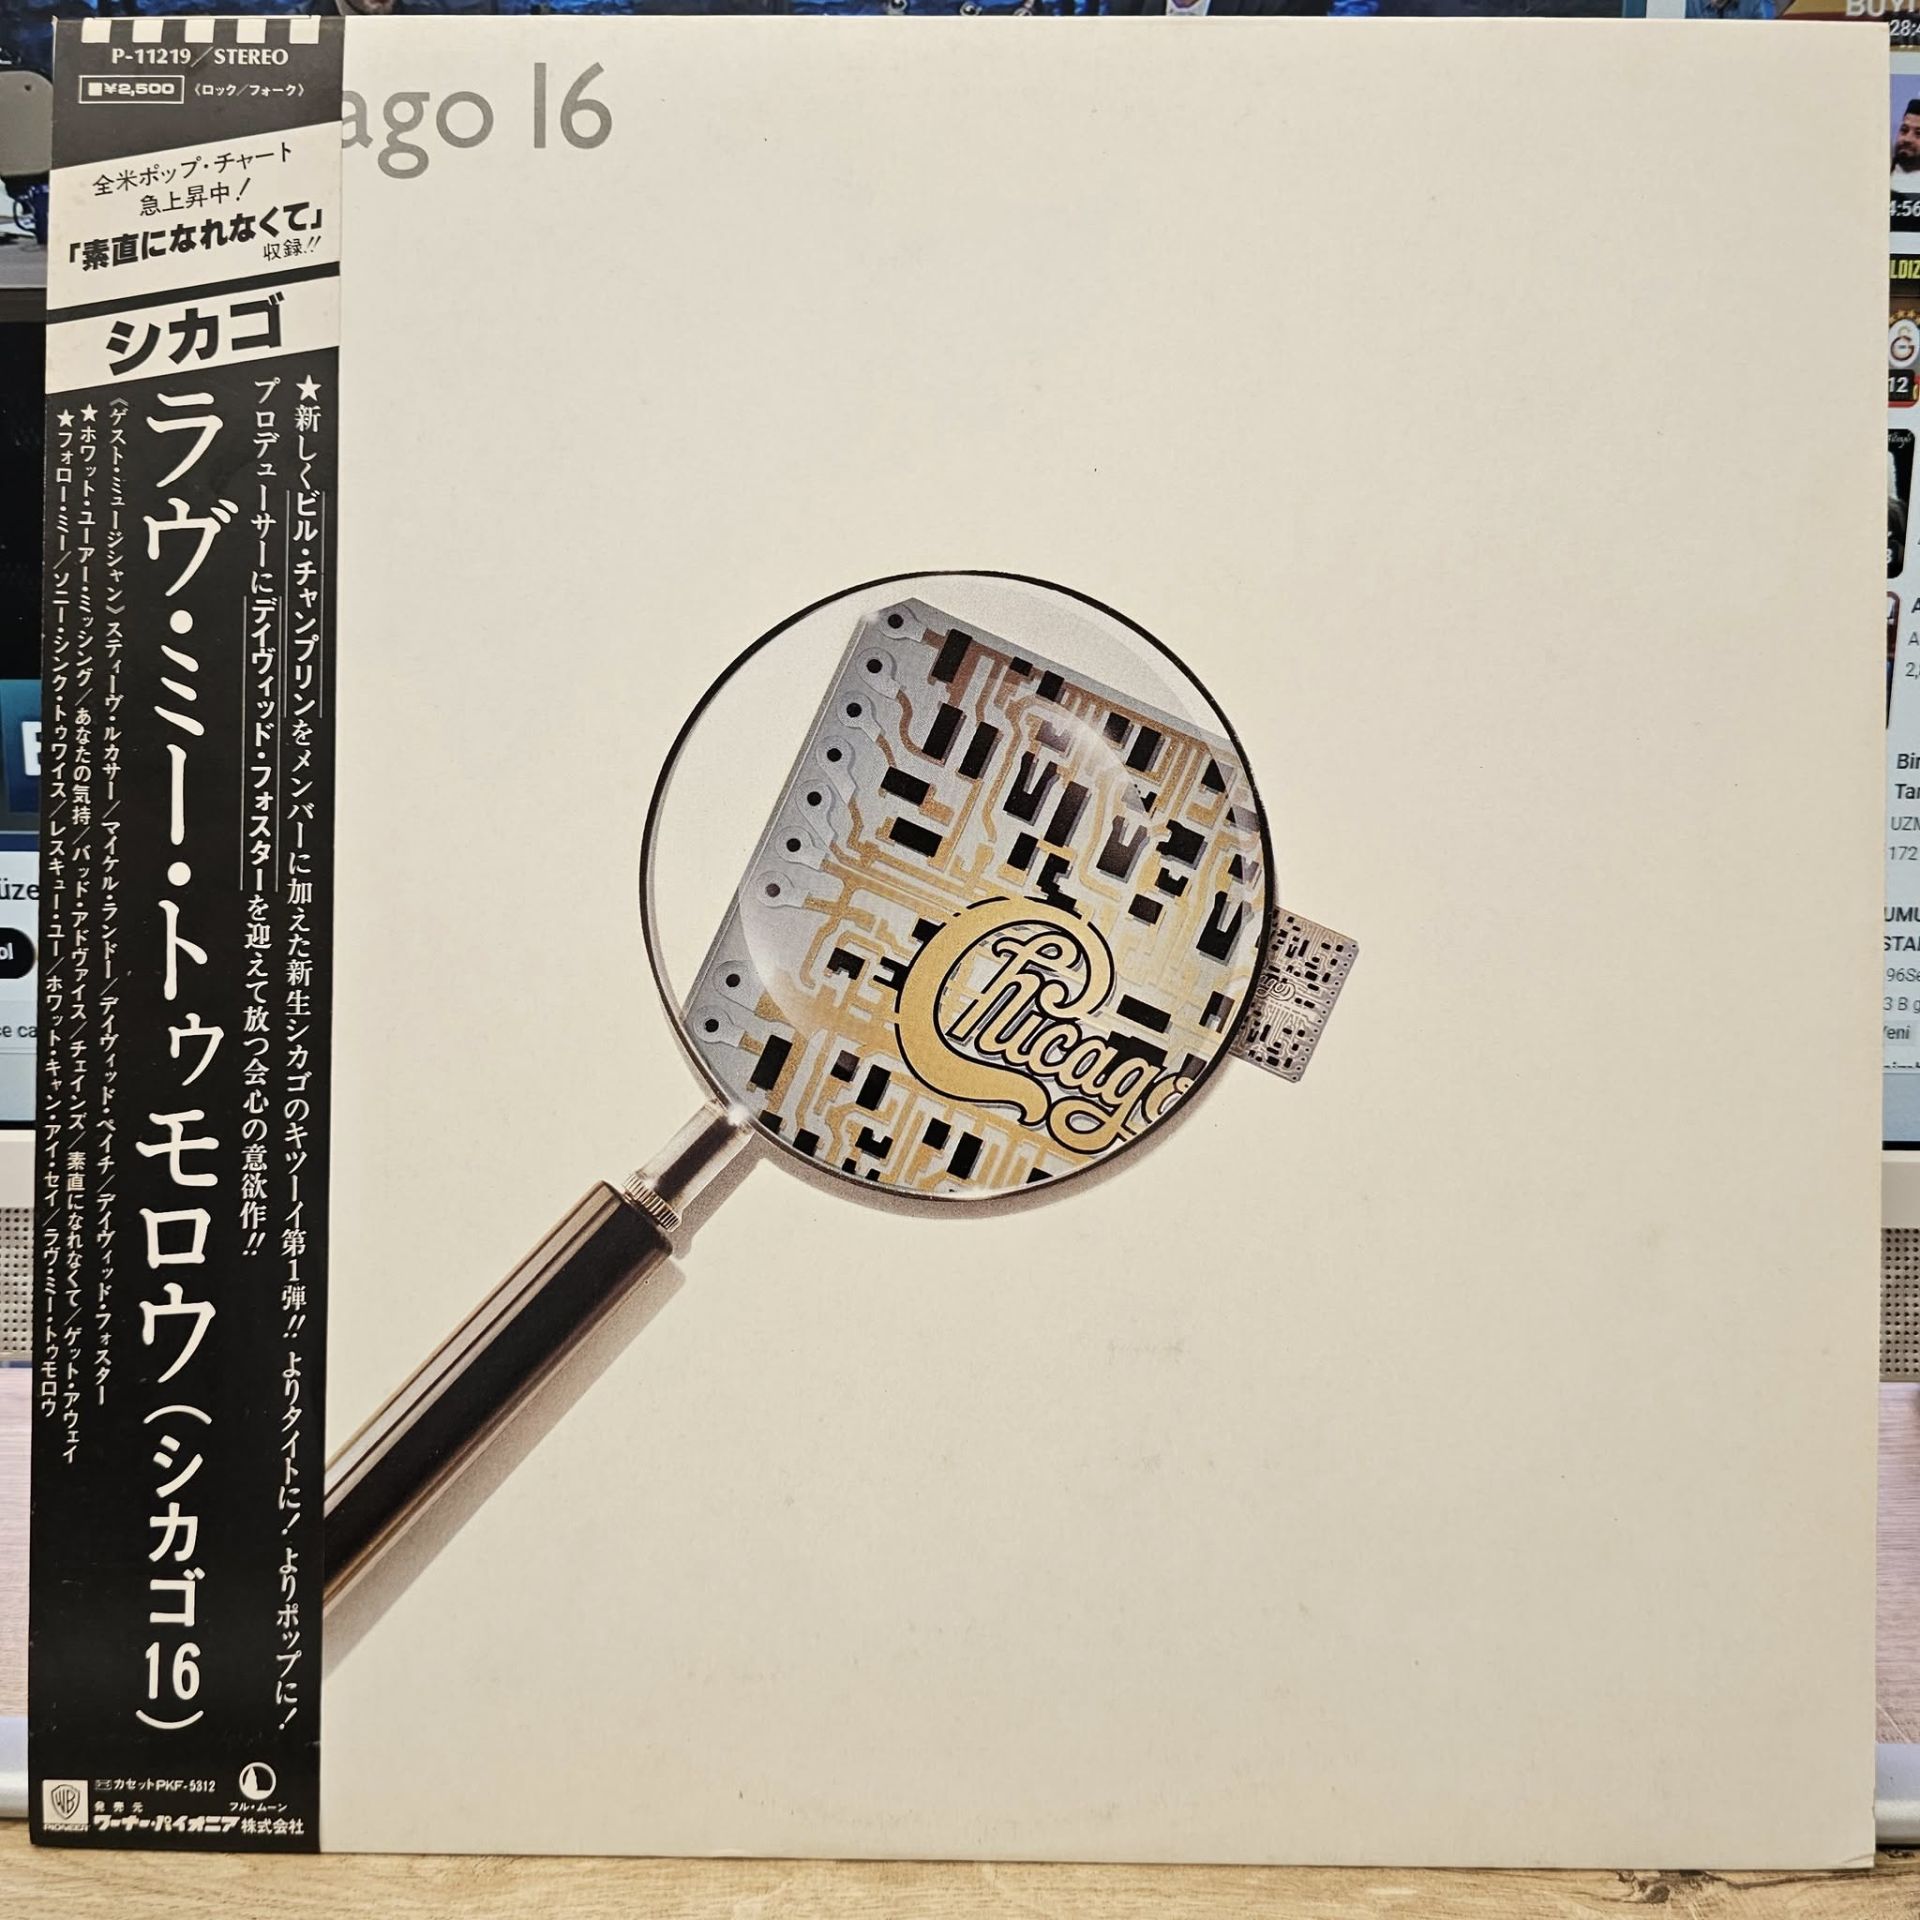 P-11219/STEREO
¥2,500 〈ロック/フォーク〉
全米ポップ・チャート
急上昇中!
「素直になれなくて」
収録!!
シカゴ
★新しくビル・チャンプリンをメンバーに加えた新生シカゴのキツーイ第1弾!! よりタイトに! よりポップに!
プロデューサーにデイヴィッド・フォスターを迎えて放つ会心の意欲作!!
ラヴ・ミー・トゥモロウ(シカゴ16)
《ゲスト・ミュージシャン》スティーヴ・ルカサー/マイケル・ランドー/デイヴィッド・ペイチ/デイヴィッド・フォスター
★ホワット・ユーアー・ミッシング/あなたの気持/バッド・アドヴァイス/チェインズ/素直になれなくて/ゲット・アウェイ
★フォロー・ミー/ソニー・シンク・トゥワイス/レスキュー・ユー/ホワット・キャン・アイ・セイ/ラヴ・ミー・トゥモロウ
カセットPKF-5312
フル・ムーン
WB
PIONEER
発売元
ワーナー・パイオニア株式会社
ago 16
Chicago